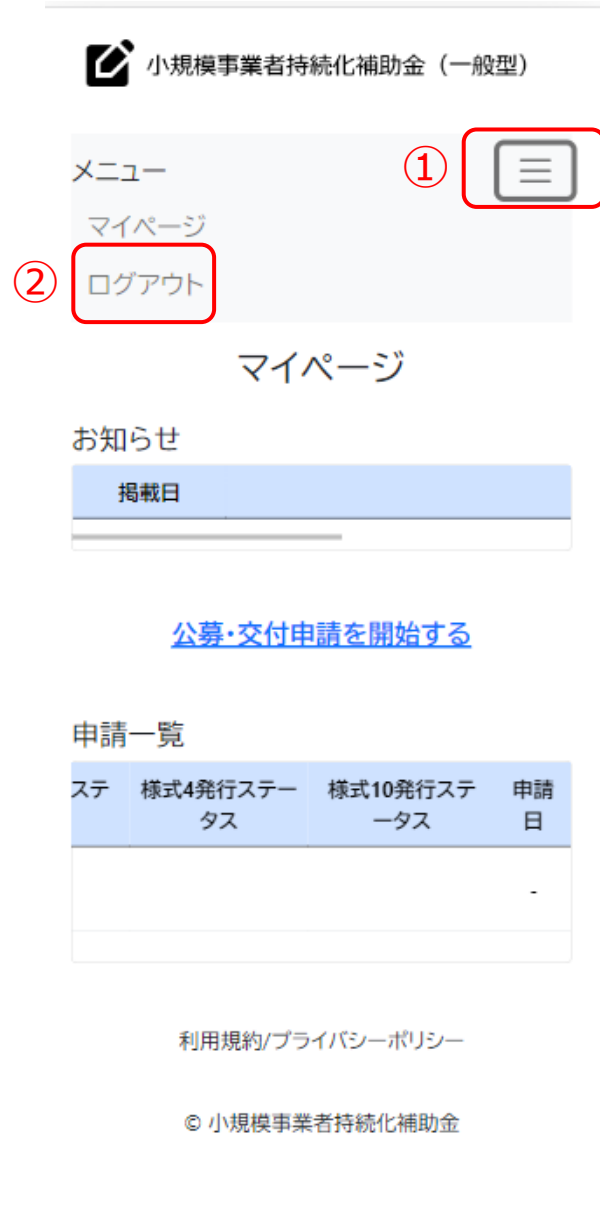 小規模事業者持続化補助金（一般型）
メニュー
①
マイページ
② ログアウト
マイページ
お知らせ
掲載日
公募・交付申請を開始する
申請一覧
ステ 様式4発行ステー 様式10発行ステ 申請
タス ータス 日
-
利用規約/プライバシーポリシー
© 小規模事業者持続化補助金